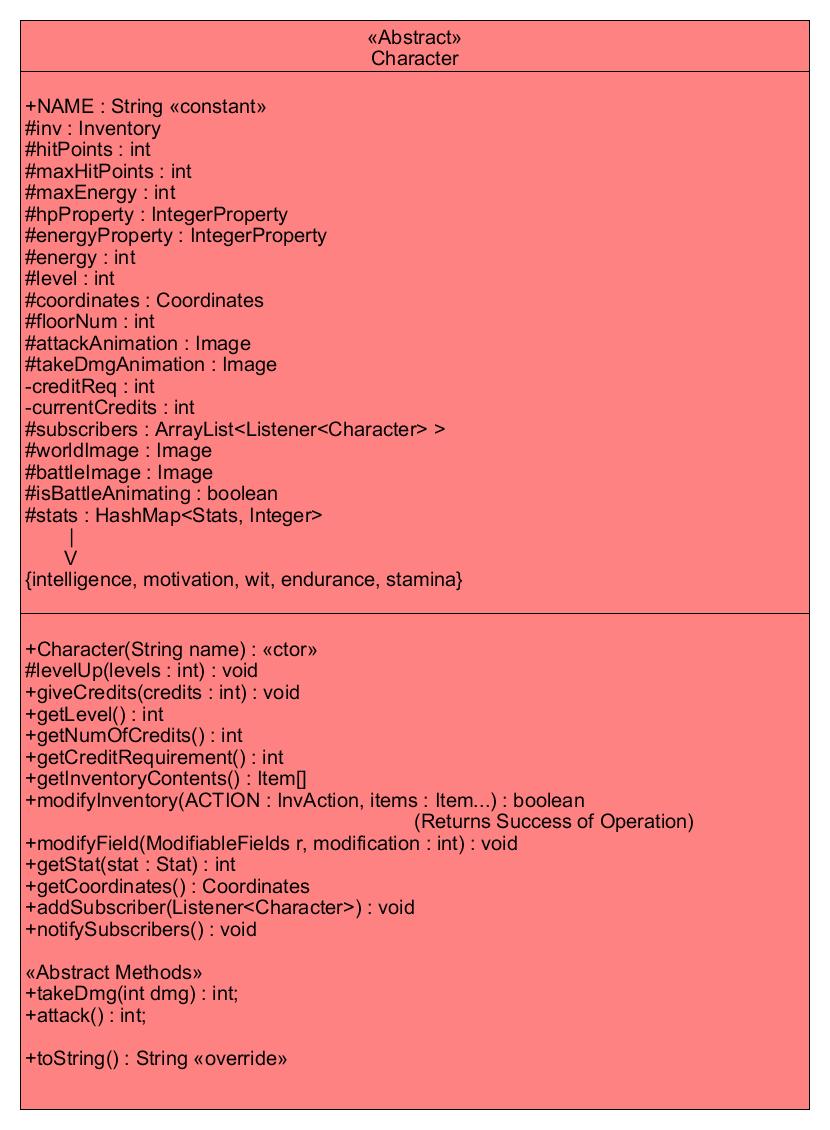 «Abstract»
Character
+NAME : String «constant»
#inv : Inventory
#hitPoints : int
#maxHitPoints : int
#maxEnergy : int
#hpProperty : IntegerProperty
#energyProperty : IntegerProperty
#energy : int
#level : int
#coordinates : Coordinates
#floorNum : int
#attackAnimation : Image
#takeDmgAnimation : Image
-creditReq : int
-currentCredits : int
#subscribers : ArrayList<Listener<Character> >
#worldImage : Image
#battleImage : Image
#isBattleAnimating : boolean
#stats : HashMap<Stats, Integer>
|
V
{intelligence, motivation, wit, endurance, stamina}
+Character(String name) : «ctor»
#levelUp(levels : int) : void
+giveCredits(credits : int) : void
+getLevel() : int
+getNumOfCredits() : int
+getCreditRequirement() : int
+getInventoryContents() : Item[]
+modifyInventory(ACTION : InvAction, items : Item...) : boolean
(Returns Success of Operation)
+modifyField(ModifiableFields r, modification : int) : void
+getStat(stat : Stat) : int
+getCoordinates() : Coordinates
+addSubscriber(Listener<Character>) : void
+notifySubscribers() : void
«Abstract Methods»
+takeDmg(int dmg) : int;
+attack() : int;
+toString() : String «override»